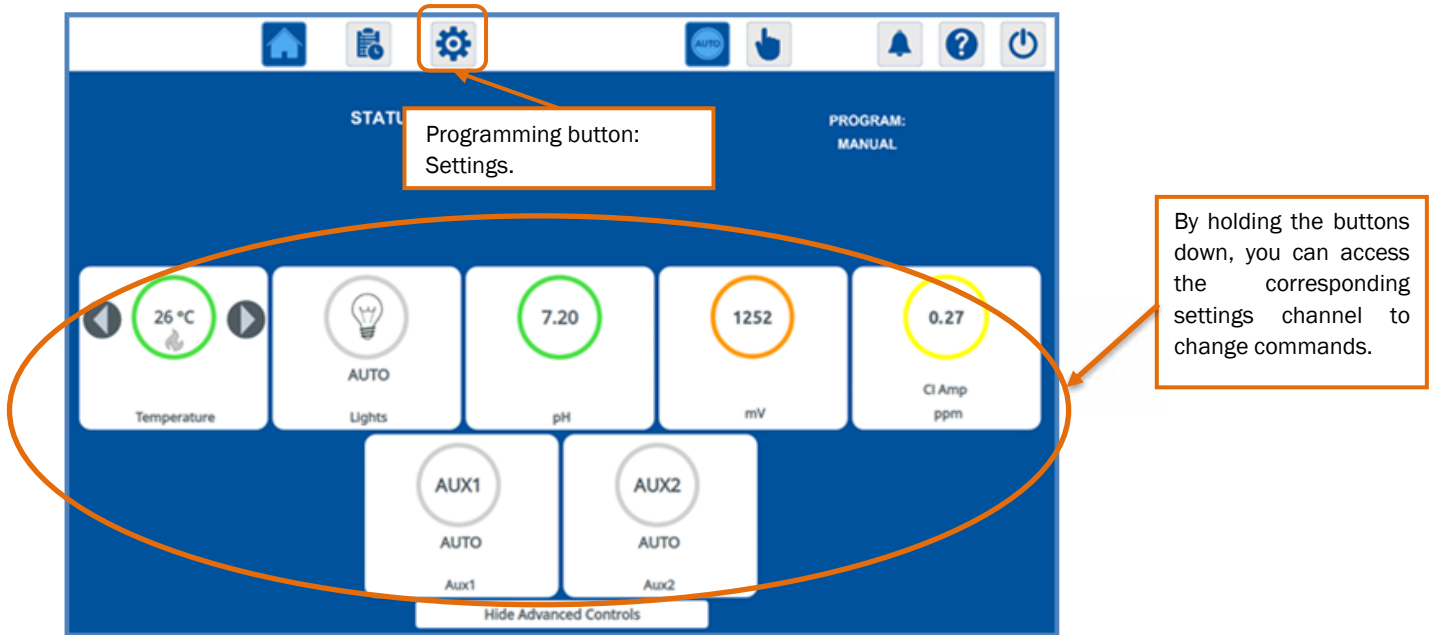 AUTO
?
STATU
PROGRAM:
MANUAL
Programming button:
Settings.
By holding the buttons
down, you can access
the corresponding
settings channel to
change commands.
26 °C
7.20
1252
0.27
AUTO
Cl Amp
Temperature
Lights
pH
mV
ppm
AUX1
AUX2
AUTO
AUTO
Aux1
Aux2
Hide Advanced Controls